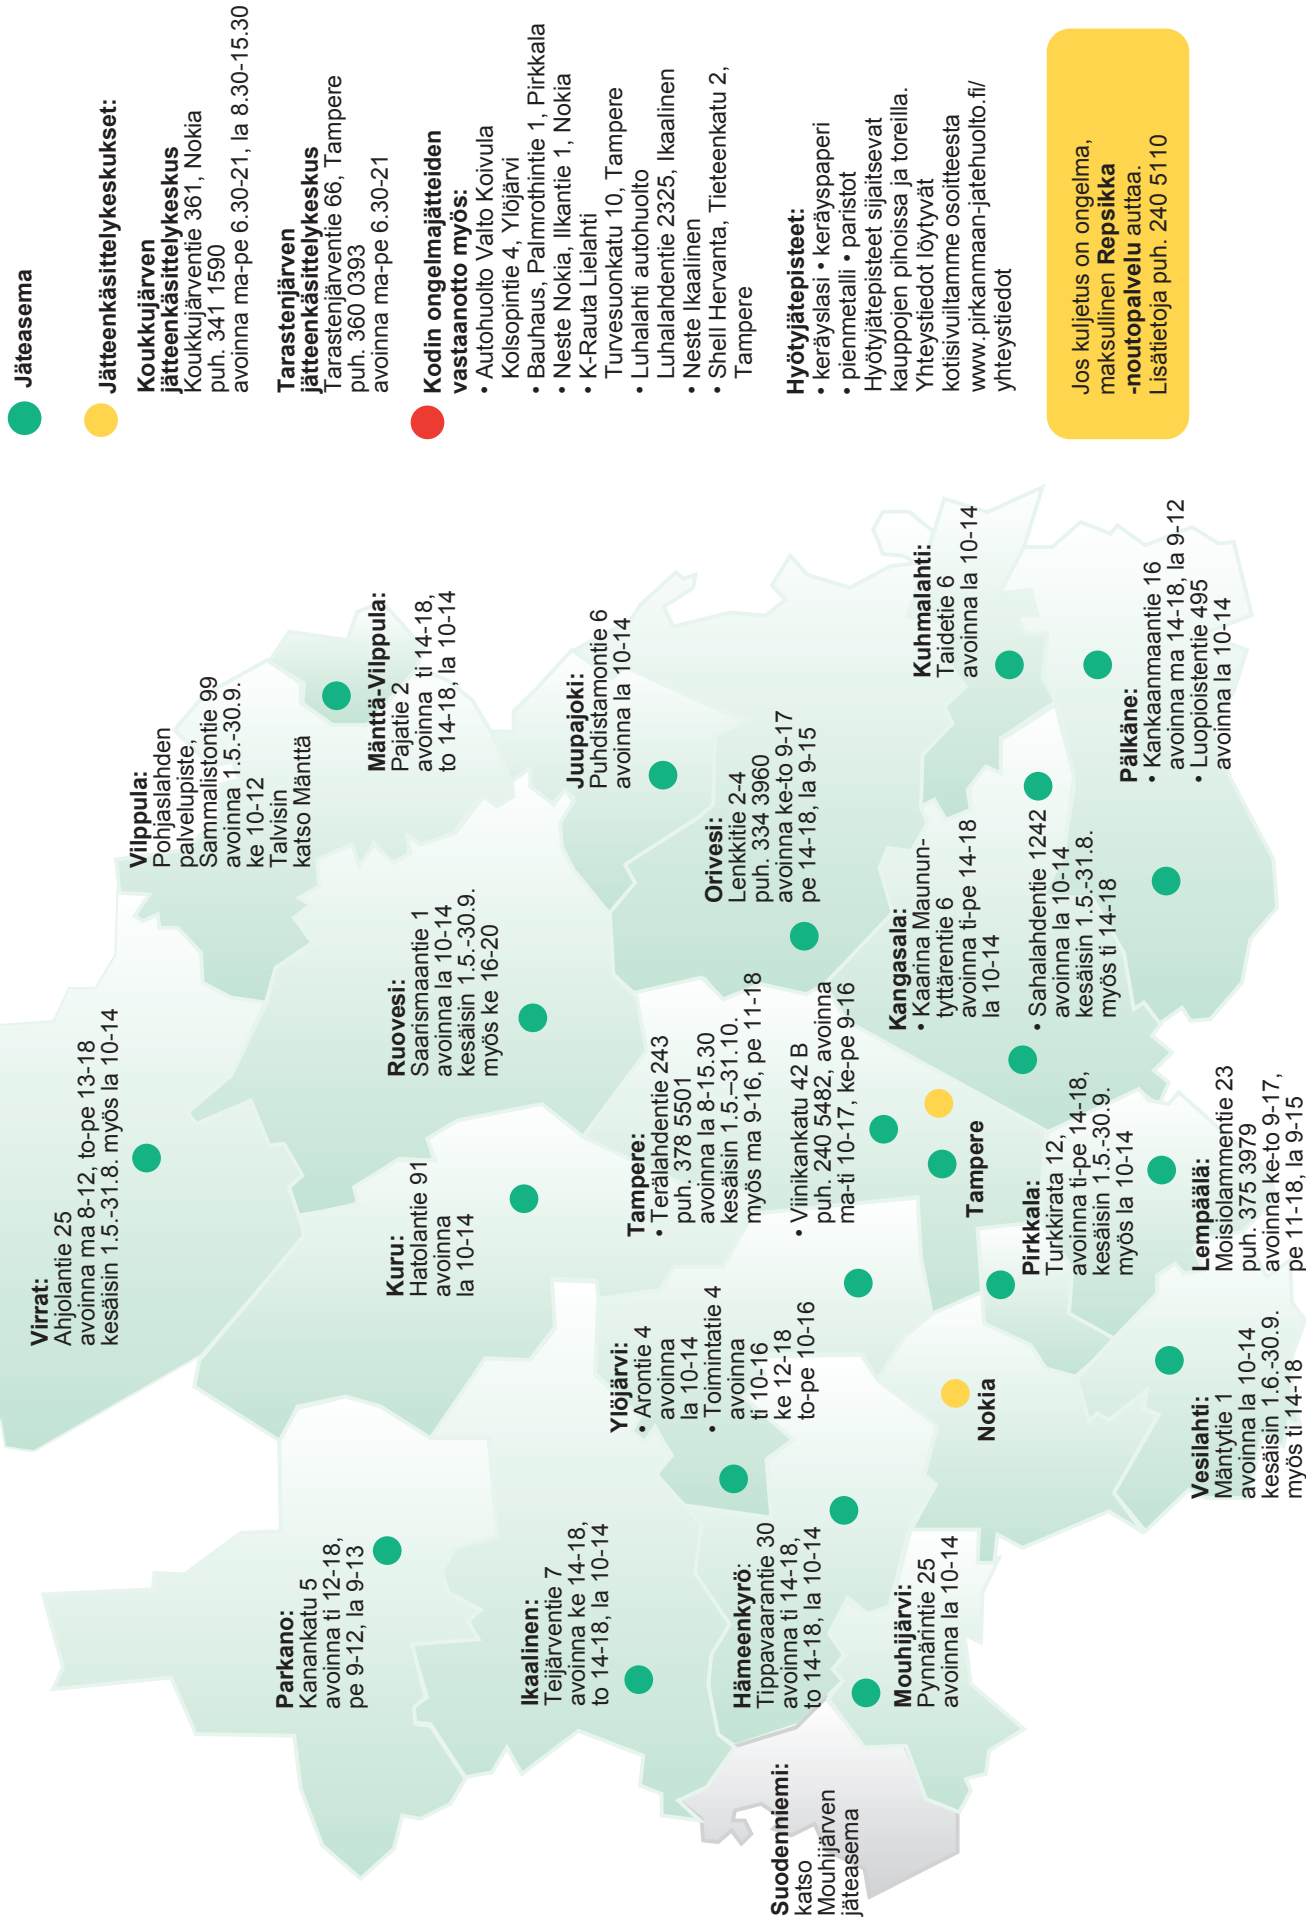 Virrat:
Ahjolantie 25
avoinna ma 8-12, to-pe 13-18
kesäisin 1.5.-31.8. myös la 10-14
Vilppula:
Pohjaslahden
palvelupiste,
Sammalistontie 99
avoinna 1.5.-30.9.
ke 10-12
Talvisin
katso Mänttä
Mänttä-Vilppula:
Pajatie 2
avoinna ti 14-18,
to 14-18, la 10-14
Parkano:
Kanankatu 5
avoinna ti 12-18,
pe 9-12, la 9-13
Kuru:
Hatolantie 91
avoinna
la 10-14
Ruovesi:
Saarismaantie 1
avoinna la 10-14
kesäisin 1.5.-30.9.
myös ke 16-20
Juupajoki:
Puhdistamontie 6
avoinna la 10-14
Ikaalinen:
Teijärventie 7
avoinna ke 14-18,
to 14-18, la 10-14
Ylöjärvi:
• Arontie 4
avoinna
la 10-14
• Toimintatie 4
avoinna
ti 10-16
ke 12-18
to-pe 10-16
Tampere:
• Terälahdentie 243
puh. 378 5501
avoinna la 8-15.30
kesäisin 1.5.–31.10.
myös ma 9-16, pe 11-18
• Viinikankatu 42 B
puh. 240 5482, avoinna
ma-ti 10-17, ke-pe 9-16
Orivesi:
Lenkkitie 2-4
puh. 334 3960
avoinna ke-to 9-17
pe 14-18, la 9-15
Hämeenkyrö:
Tippavaarantie 30
avoinna ti 14-18,
to 14-18, la 10-14
Suodenniemi:
katso
Mouhijärven
jäteasema
Mouhijärvi:
Pynnärintie 25
avoinna la 10-14
Nokia
Tampere
Kangasala:
• Kaarina Maunun-
tyttärentie 6
avoinna ti-pe 14-18
la 10-14
• Sahalahdentie 1242
avoinna la 10-14
kesäisin 1.5.-31.8.
myös ti 14-18
Kuhmalahti:
Taidetie 6
avoinna la 10-14
Pirkkala:
Turkkirata 12,
avoinna ti-pe 14-18,
kesäisin 1.5.-30.9.
myös la 10-14
Pälkäne:
• Kankaanmaantie 16
avoinna ma 14-18, la 9-12
• Luopioistentie 495
avoinna la 10-14
Vesilahti:
Mäntytie 1
avoinna la 10-14
kesäisin 1.6.-30.9.
myös ti 14-18
Lempäälä:
Moisiolammentie 23
puh. 375 3979
avoinna ke-to 9-17,
pe 11-18, la 9-15
Jäteasema
Jätteenkäsittelykeskukset:
Koukkujärven
jätteenkäsittelykeskus
Koukkujärventie 361, Nokia
puh. 341 1590
avoinna ma-pe 6.30-21, la 8.30-15.30
Tarastenjärven
jätteenkäsittelykeskus
Tarastenjärventie 66, Tampere
puh. 360 0393
avoinna ma-pe 6.30-21
Kodin ongelmajätteiden
vastaanotto myös:
• Autohuolto Valto Koivula
Kolsopintie 4, Ylöjärvi
• Bauhaus, Palmrothintie 1, Pirkkala
• Neste Nokia, Ilkantie 1, Nokia
• K-Rauta Lielahti
Turvesuonkatu 10, Tampere
• Luhalahti autohuolto
Luhalahdentie 2325, Ikaalinen
• Neste Ikaalinen
• Shell Hervanta, Tieteenkatu 2,
Tampere
Hyötyjätepisteet:
• keräyslasi • keräyspaperi
• pienmetalli • paristot
Hyötyjätepisteet sijaitsevat
kauppojen pihoissa ja toreilla.
Yhteystiedot löytyvät
kotisivuiltamme osoitteesta
www.pirkanmaan-jatehuolto.fi/
yhteystiedot
Jos kuljetus on ongelma,
maksullinen Repsikka
-noutopalvelu auttaa.
Lisätietoja puh. 240 5110